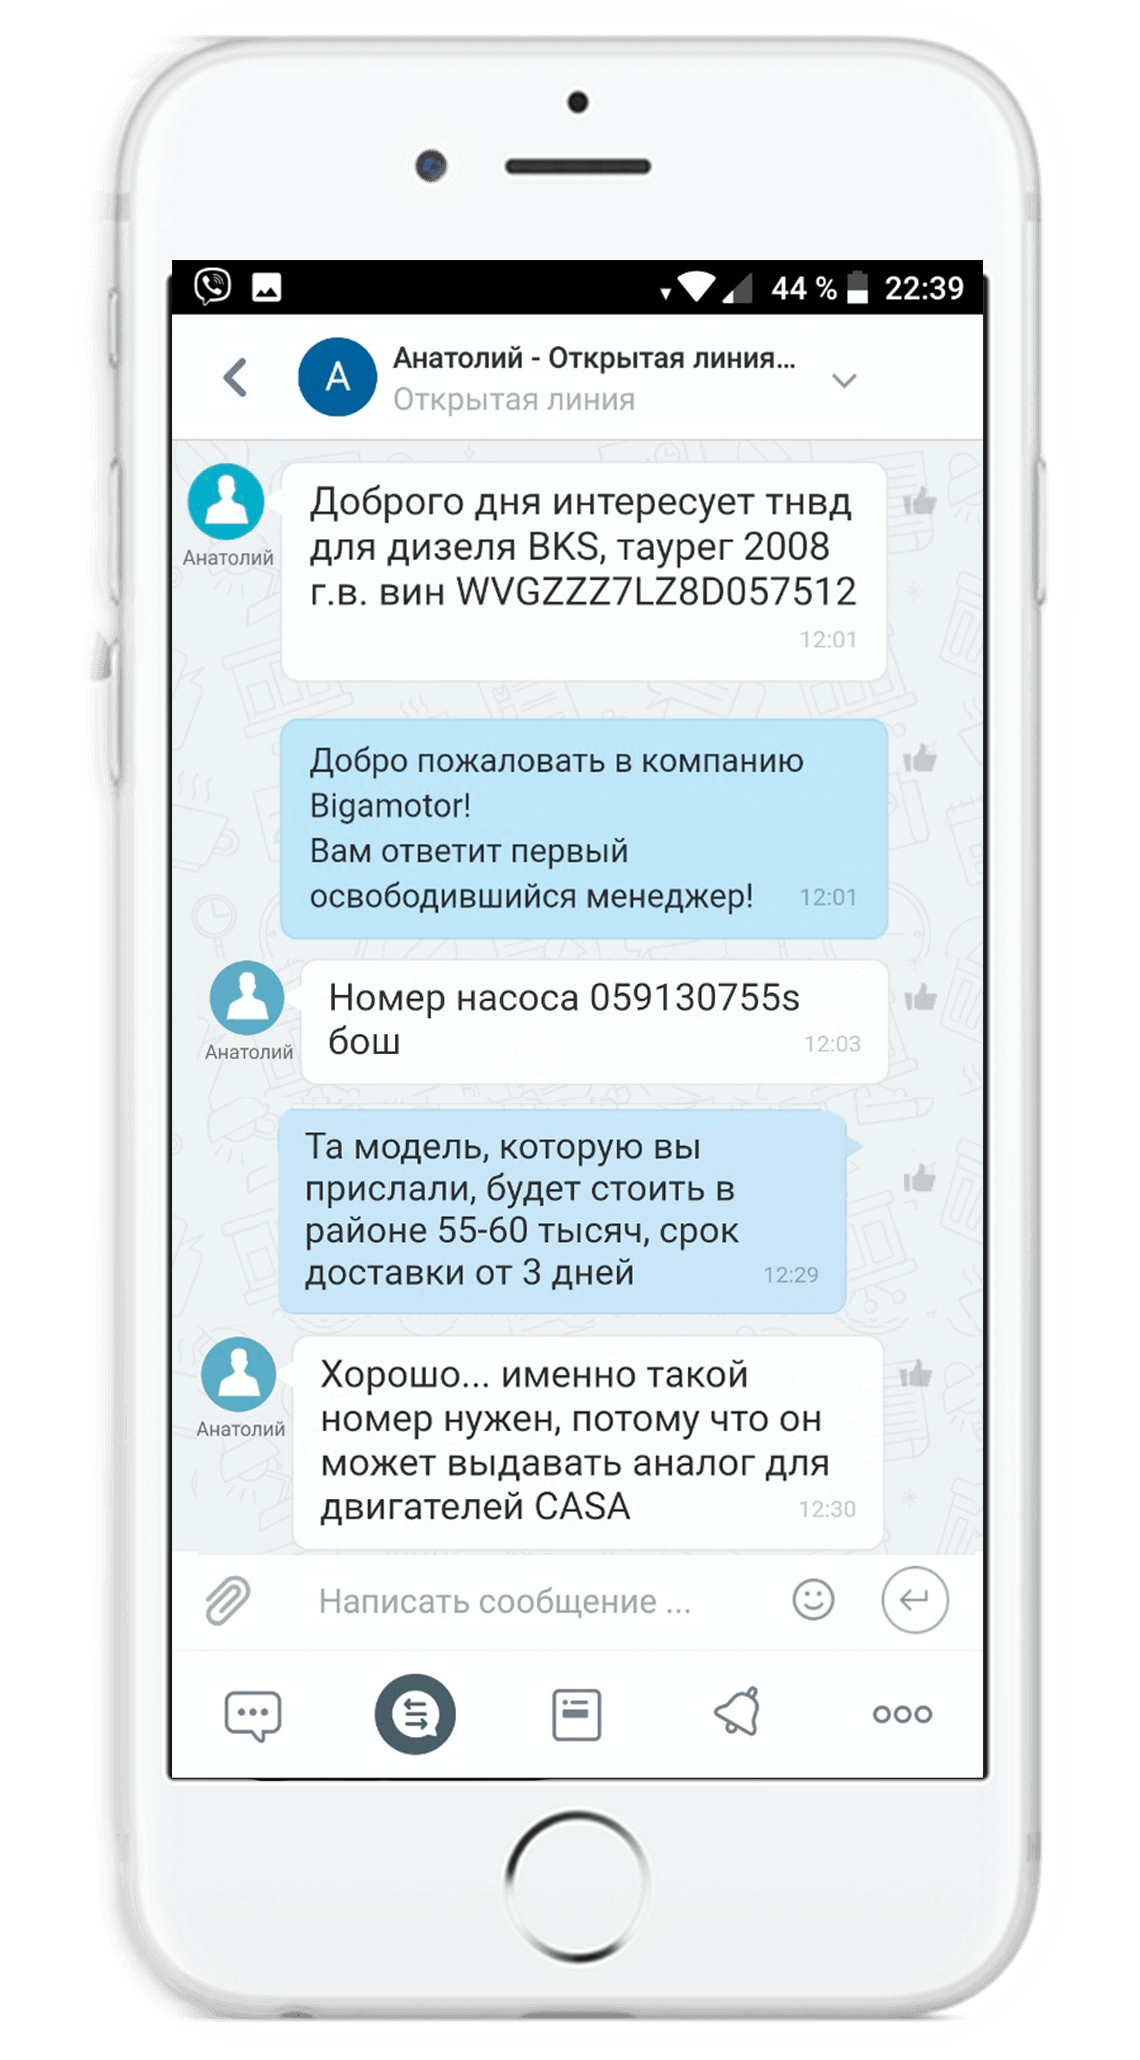 44 % 22:39
А
Анатолий - Открытая линия...
Открытая линия
Доброго дня интересует тнвд
для дизеля BKS, таурег 2008
г.в. вин WVGZZZ7LZ8D057512
12:01
Анатолий
Добро пожаловать в компанию
Bigamotor!
Вам ответит первый
освободившийся менеджер! 12:01
Номер насоса 059130755s
бош 12:03
Анатолий
Та модель, которую вы
прислали, будет стоить в
районе 55-60 тысяч, срок
доставки от 3 дней 12:29
Хорошо... именно такой
номер нужен, потому что он
может выдавать аналог для
двигателей CASA 12:30
Анатолий
Написать сообщение ...